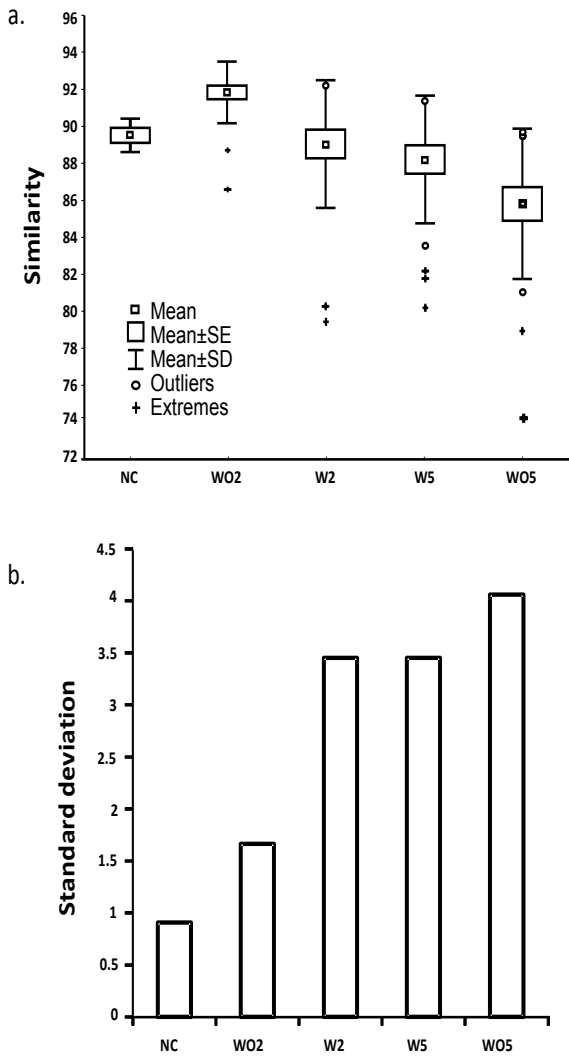 a.
96
94
92
90
88
86
84
82
80
78
76
74
72
Similarity
Mean
Mean±SE
Mean±SD
Outliers
Extremes
NC WO2 W2 W5 WO5
b.
4.5
4
3.5
3
2.5
2
1.5
1
0.5
0
Standard deviation
NC WO2 W2 W5 WO5